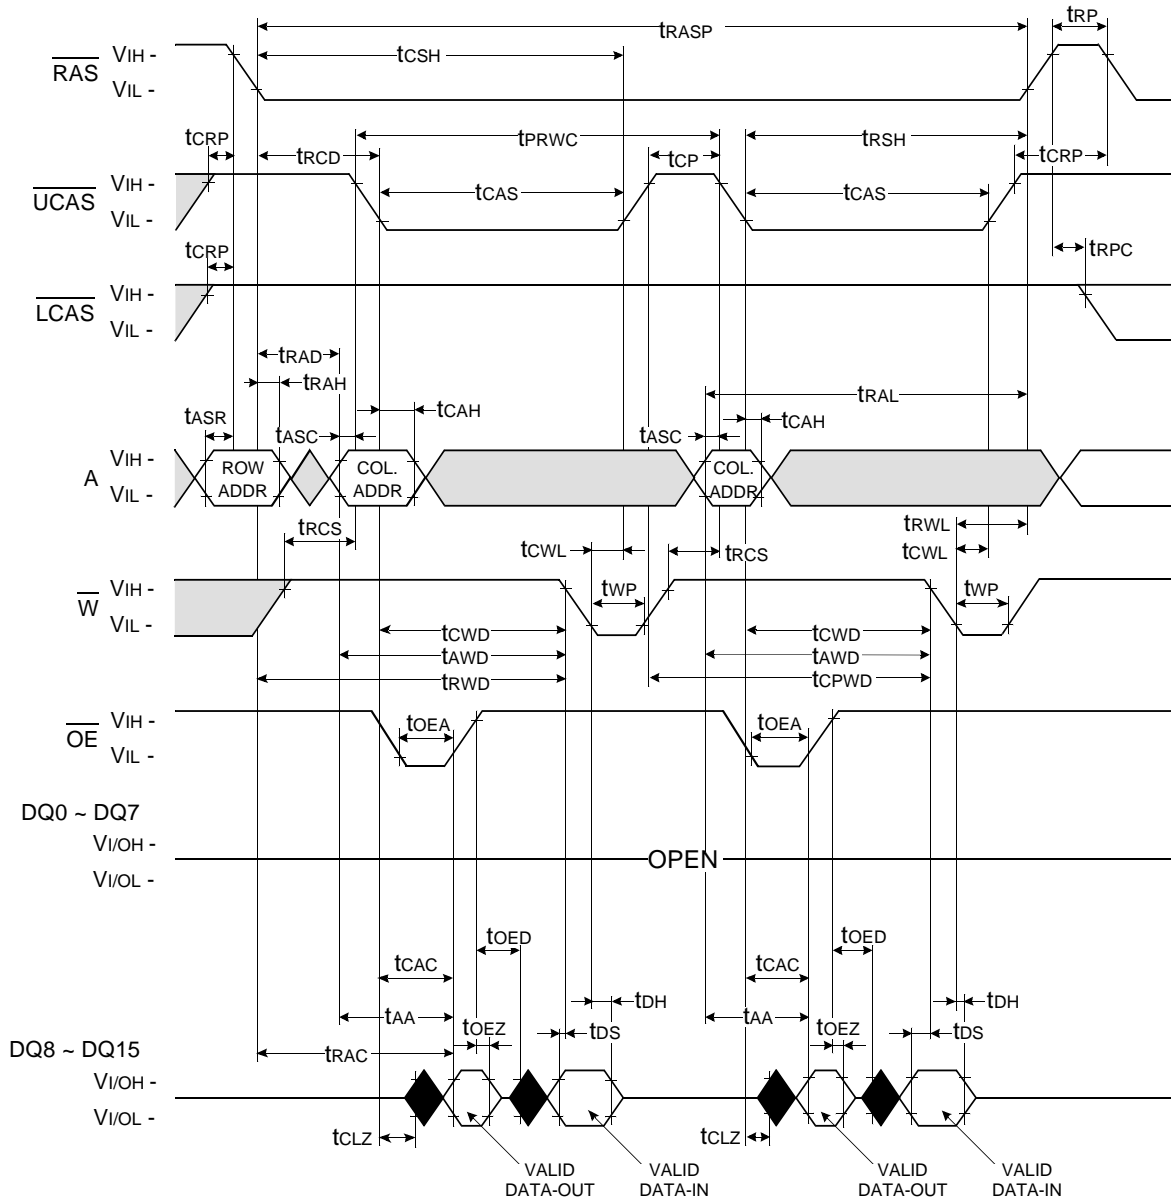 tRASP
tRP
tCSH
RAS
VIH -
VIL -
tCRP
tRCD
tPRWC
tCP
tRSH
tCRP
UCAS
VIH -
VIL -
tCAS
tCAS
tCRP
tRPC
LCAS
VIH -
VIL -
tRAD
tRAH
tRAL
tASR
tASC
tCAH
tASC
tCAH
A
VIH -
VIL -
ROW
ADDR
COL.
ADDR
COL.
ADDR
tRCS
tCWL
tRCS
tRWL
tCWL
W
VIH -
VIL -
tWP
tWP
tCWD
tCWD
tAWD
tAWD
tRWD
tCPWD
OE
VIH -
VIL -
tOEA
tOEA
DQ0 ~ DQ7
VI/OH -
VI/OL -
OPEN
tOED
tOED
tCAC
tCAC
tDH
tDH
tAA
tAA
tOEZ
tDS
tOEZ
tDS
DQ8 ~ DQ15
tRAC
VI/OH -
VI/OL -
tCLZ
tCLZ
VALID
DATA-OUT
VALID
DATA-IN
VALID
DATA-OUT
VALID
DATA-IN